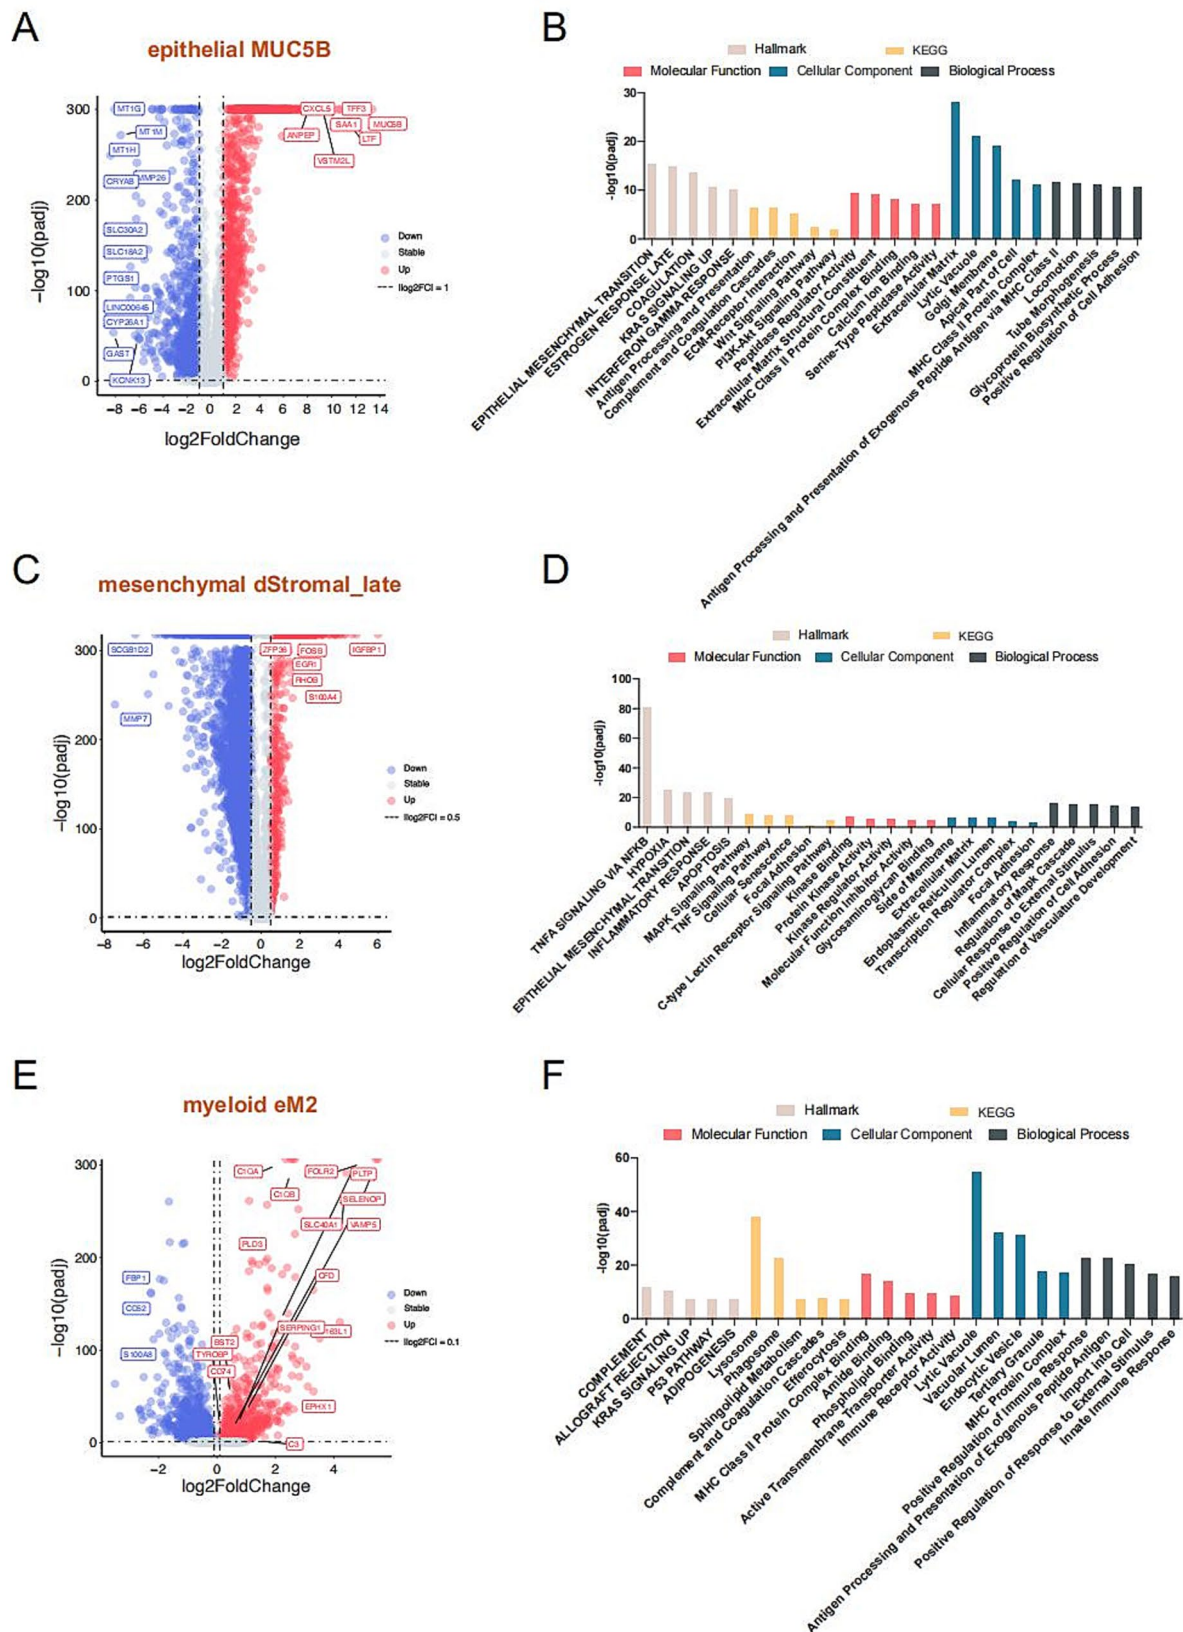 A
epithelial MUC5B
300
200
100
0
−log10(padj)
MT1G
MT1M
MT1H
CRYAB
MMP26
SLC30A2
SLC18A2
PTGS1
LINC00645
CYP26A1
GAST
KCNK13
CXCL5
TFF3
SAA1
MUC5B
ANPEP
LTF
VSTM2L
Down
Stable
Up
llog2FCl = 1
−8 −6 −4 −2 0 2 4 6 8 10 12 14
log2FoldChange
B
Hallmark
KEGG
Molecular Function
Cellular Component
Biological Process
30
20
10
0
-log10(padj)
EPITHELIAL MESENCHYMAL TRANSITION
ESTROGEN RESPONSE LATE
COAGULATION
KRAS SIGNALING UP
INTERFERON GAMMA RESPONSE
Antigen Processing and Presentation
Complement and Coagulation Cascades
ECM-Receptor Interaction
Wnt Signaling Pathway
PI3K-Akt Signaling Pathway
Peptidase Regulator Activity
Extracellular Matrix Structural Constituent
MHC Class II Protein Complex Binding
Calcium Ion Binding
Serine-Type Peptidase Activity
Extracellular Matrix
Lytic Vacuole
Golgi Membrane
Apical Part of Cell
MHC Class II Protein Complex
Antigen Processing and Presentation of Exogenous Peptide Antigen via MHC Class II
Locomotion
Tube Morphogenesis
Glycoprotein Biosynthetic Process
Positive Regulation of Cell Adhesion
C
mesenchymal dStromal_late
300
200
100
0
−log10(padj)
SCGB1D2
MMP7
ZFP36
FOSB
IGFBP1
EGR1
RHOB
S100A4
Down
Stable
Up
llog2FCl = 0.5
−8 −6 −4 −2 0 2 4 6
log2FoldChange
D
Hallmark
KEGG
Molecular Function
Cellular Component
Biological Process
100
80
60
40
20
0
-log10(padj)
TNFA SIGNALING VIA NFKB
HYPOXIA
EPITHELIAL MESENCHYMAL TRANSITION
INFLAMMATORY RESPONSE
APOPTOSIS
MAPK Signaling Pathway
TNF Signaling Pathway
Cellular Senescence
Focal Adhesion
C-type Lectin Receptor Signaling Pathway
Kinase Binding
Protein Kinase Activity
Kinase Regulator Activity
Molecular Function Inhibitor Activity
Glycosaminoglycan Binding
Side of Membrane
Extracellular Matrix
Endoplasmic Reticulum Lumen
Transcription Regulator Complex
Focal Adhesion
Inflammatory Response
Regulation of Mapk Cascade
Cellular Response to External Stimulus
Positive Regulation of Cell Adhesion
Regulation of Vasculature Development
E
myeloid eM2
300
200
100
0
−log10(padj)
C1QA
FOLR2
PLTP
C1QB
SELENOP
SLC40A1
VAMP5
PLD3
FBP1
CFD
CD52
SERPING1
BST2
S100A8
TYROBP
CD74
EPHX1
C3
Down
Stable
Up
llog2FCl = 0.1
−2 0 2 4
log2FoldChange
F
Hallmark
KEGG
Molecular Function
Cellular Component
Biological Process
60
40
20
0
-log10(padj)
COMPLEMENT
ALLOGRAFT REJECTION
KRAS SIGNALING UP
P53 PATHWAY
ADIPOGENESIS
Lysosome
Phagosome
Sphingolipid Metabolism
Complement and Coagulation Cascades
Efferocytosis
MHC Class II Protein Complex Binding
Amide Binding
Phospholipid Binding
Active Transmembrane Transporter Activity
Immune Receptor Activity
Lytic Vacuole
Vacuolar Lumen
Endocytic Vesicle
Tertiary Granule
MHC Protein Complex
Positive Regulation of Immune Response
Antigen Processing and Presentation of Exogenous Peptide Antigen
Import into Cell
Positive Regulation of Response to External Stimulus
Innate Immune Response